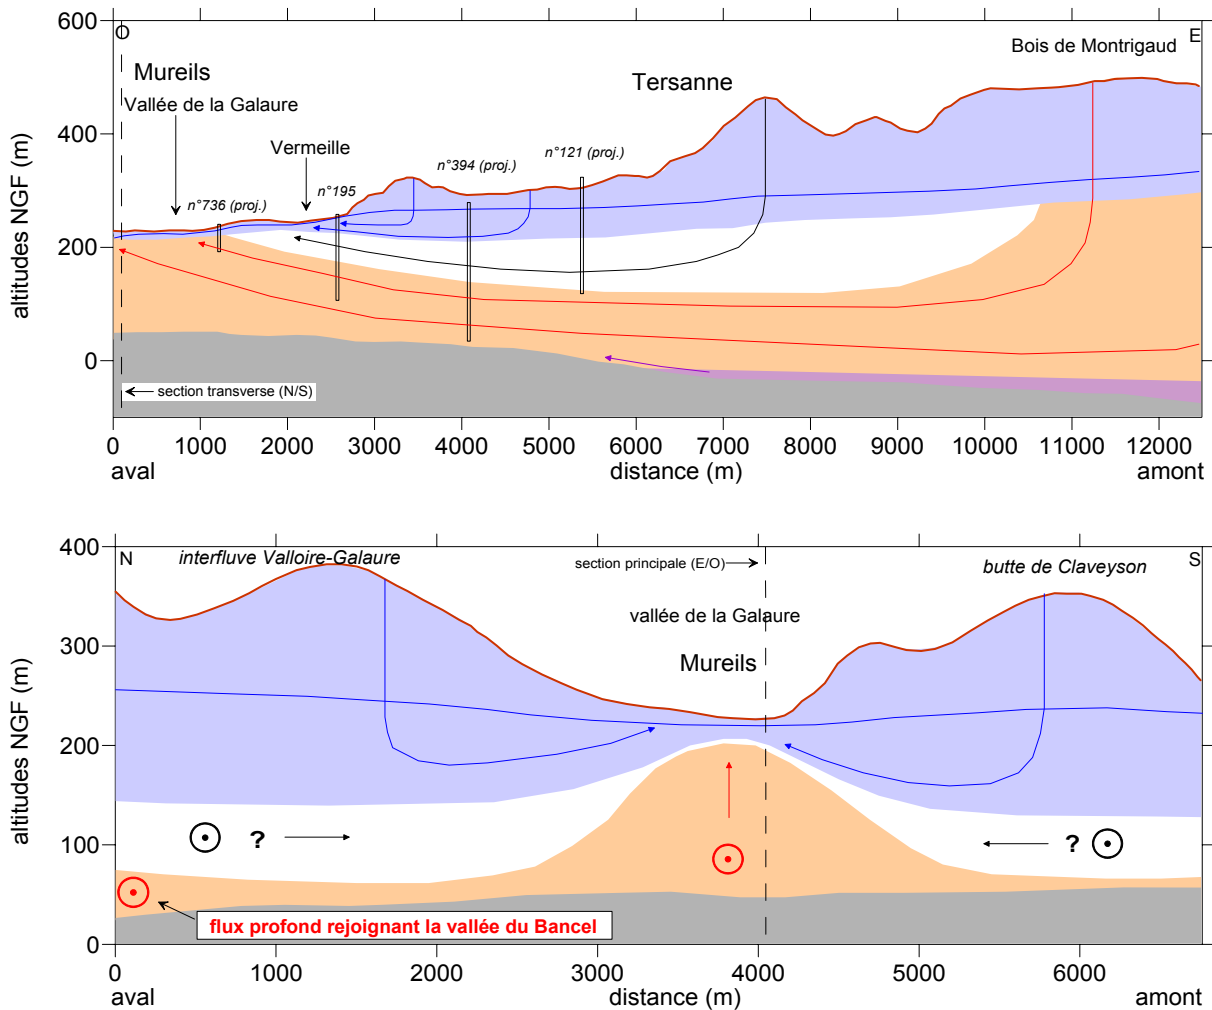 600
400
200
0
altitudes NGF (m)
O
E
Bois de Montrigaud
Mureils
Tersanne
Vallée de la Galaure
Vermeille
n°736 (proj.)
n°195
n°394 (proj.)
n°121 (proj.)
section transverse (N/S)
0 1000 2000 3000 4000 5000 6000 7000 8000 9000 10000 11000 12000
aval distance (m) amont
400
300
200
100
0
altitudes NGF (m)
N
S
interfluve Valloire-Galaure
section principale (E/O)
butte de Claveyson
vallée de la Galaure
Mureils
?
?
flux profond rejoignant la vallée du Bancel
0 1000 2000 3000 4000 5000 6000
aval distance (m) amont